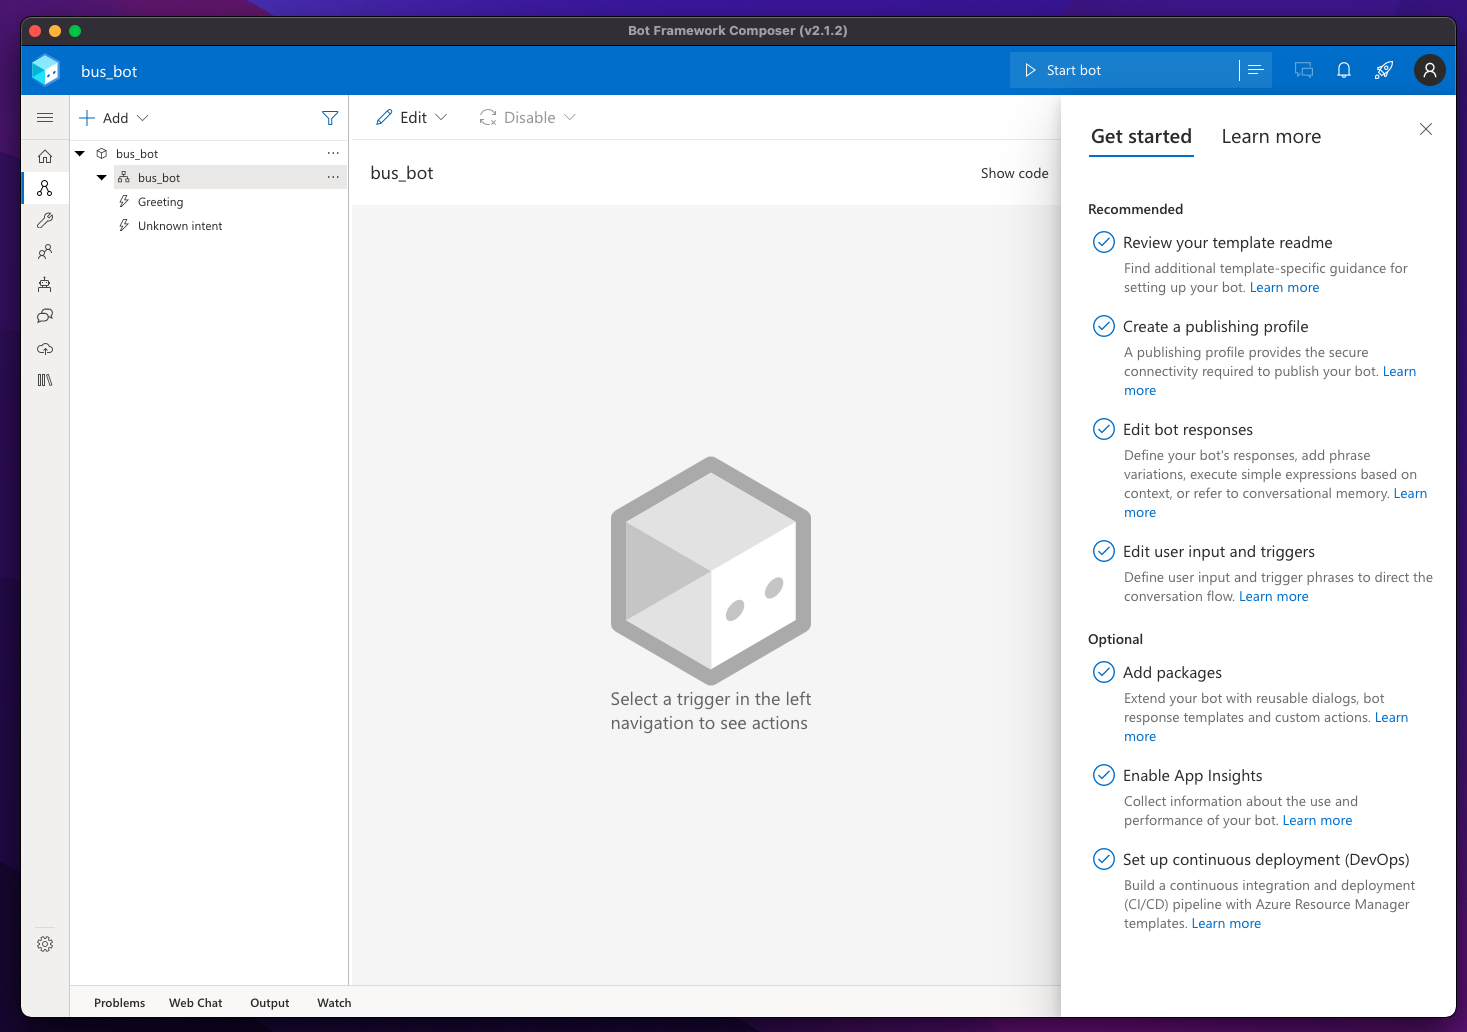 Bot Framework Composer (v2.1.2)
bus_bot
Start bot
Add
Edit
Disable
bus_bot
bus_bot
Greeting
Unknown intent
bus_bot
Show code
Select a trigger in the left
navigation to see actions
Get started
Learn more
Recommended
Review your template readme
Find additional template-specific guidance for
setting up your bot. Learn more
Create a publishing profile
A publishing profile provides the secure
connectivity required to publish your bot. Learn
more
Edit bot responses
Define your bot's responses, add phrase
variations, execute simple expressions based on
context, or refer to conversational memory. Learn
more
Edit user input and triggers
Define user input and trigger phrases to direct the
conversation flow. Learn more
Optional
Add packages
Extend your bot with reusable dialogs, bot
response templates and custom actions. Learn
more
Enable App Insights
Collect information about the use and
performance of your bot. Learn more
Set up continuous deployment (DevOps)
Build a continuous integration and deployment
(CI/CD) pipeline with Azure Resource Manager
templates. Learn more
Problems
Web Chat
Output
Watch